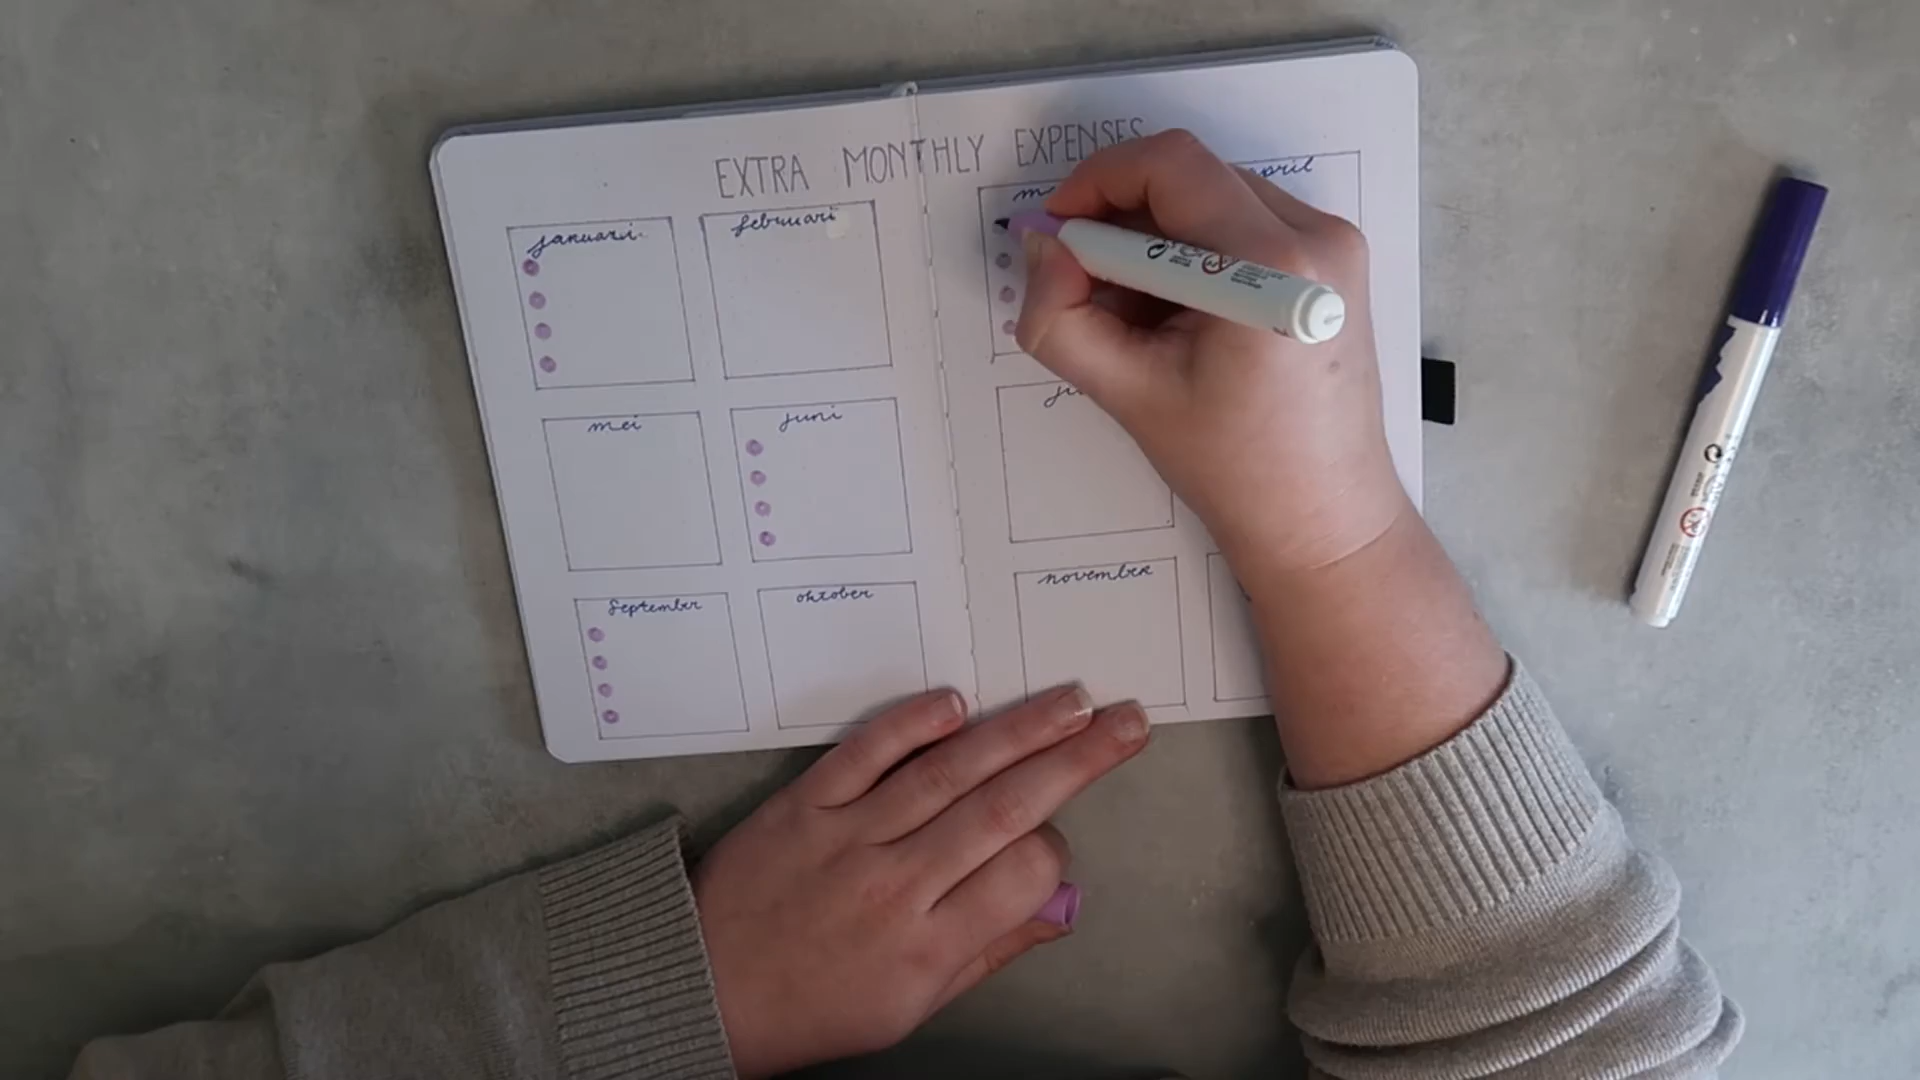 EXTRA MONTHLY EXPENSES
januari
februari
april
mei
juni
September
oktober
november